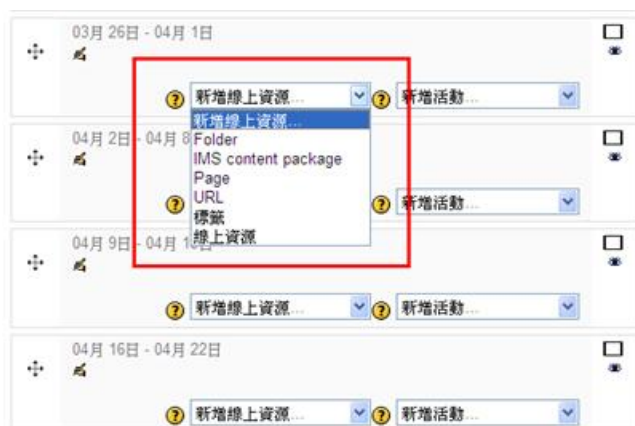 03月 26日 - 04月 1日
新增線上資源... 新增活動...
新增線上資源...
04月 2日 - 04月 8
Folder
IMS content package
Page
URL 新增活動...
標籤
線上資源
04月 9日 - 04月 1
新增線上資源... 新增活動...
04月 16日 - 04月 22日
新增線上資源... 新增活動...